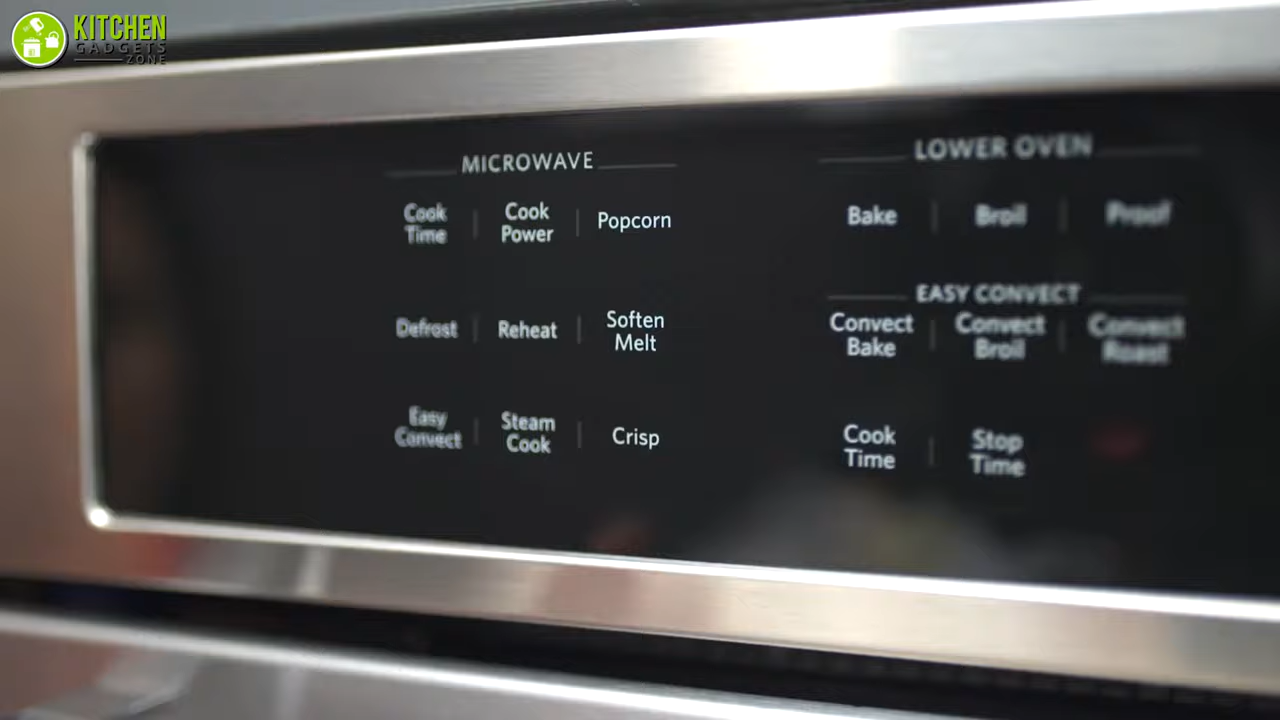 KITCHEN
GADGETS
ZONE
MICROWAVE
Cook Time
Cook Power
Popcorn
Defrost
Reheat
Soften Melt
Easy Convect
Steam Cook
Crisp
LOWER OVEN
Bake
Broil
Proof
EASY CONVECT
Convect Bake
Convect Broil
Convect Roast
Cook Time
Stop Time